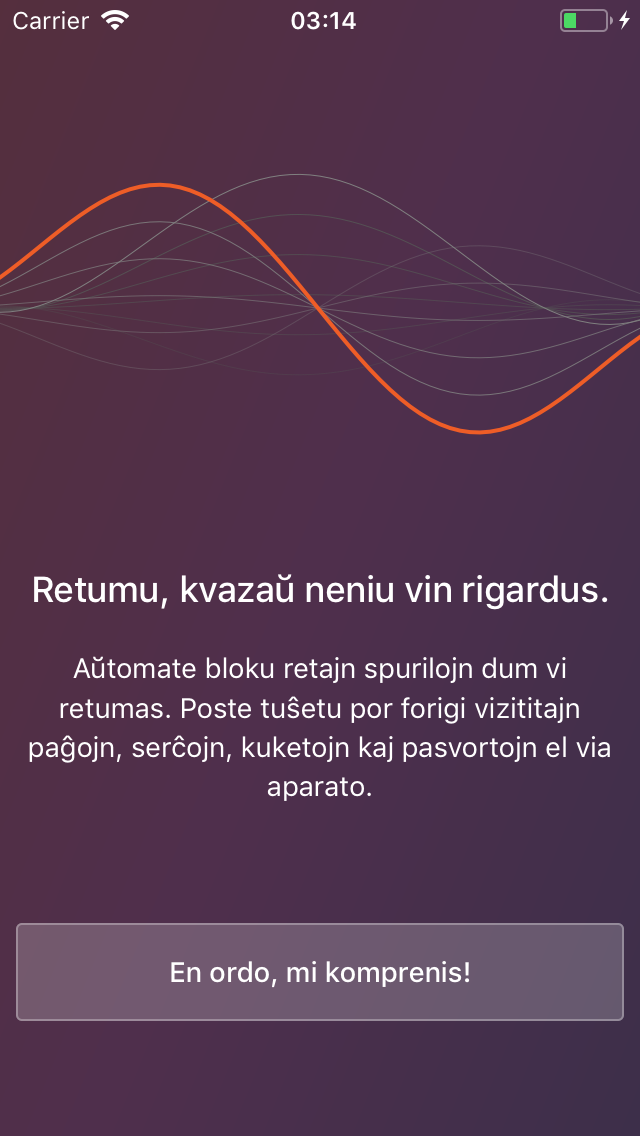 Carrier 03:14
Retumu, kvazaŭ neniu vin rigardus.
Aŭtomate bloku retajn spurilojn dum vi
retumas. Poste tuŝetu por forigi vizititajn
paĝojn, serĉojn, kuketojn kaj pasvortojn el via
aparato.
En ordo, mi komprenis!